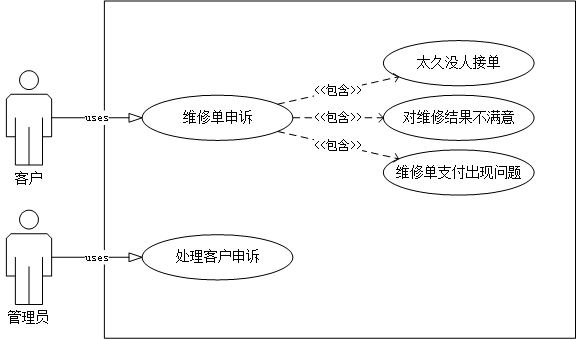 太久没人接单
<<包含>>
uses
维修单申诉
<<包含>>
对维修结果不满意
<<包含>>
维修单支付出现问题
客户
uses
处理客户申诉
管理员